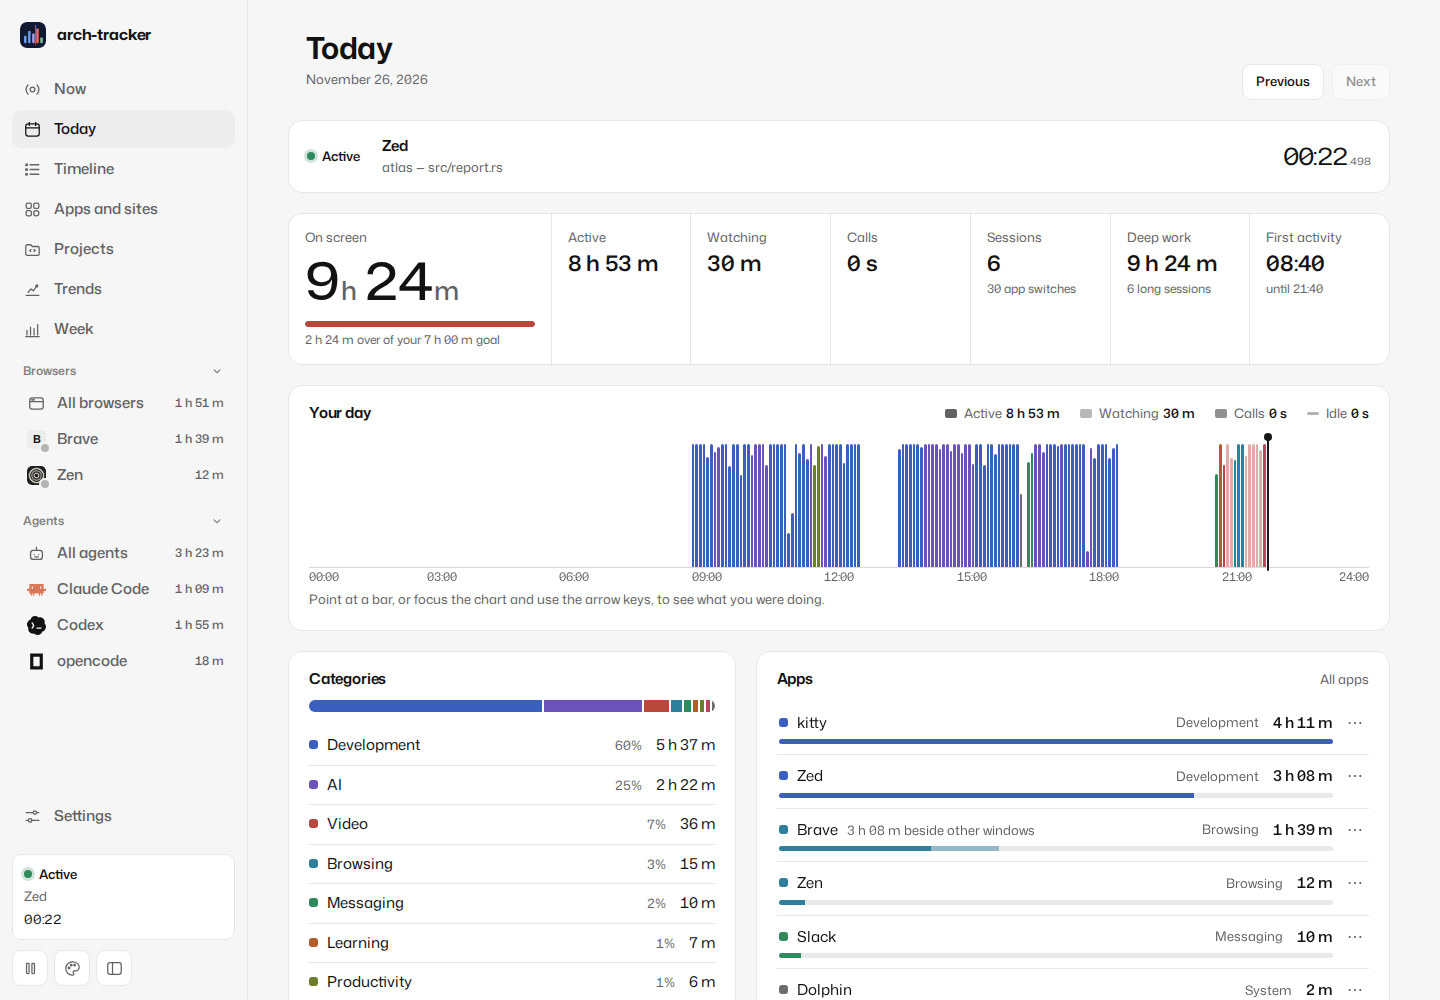 arch-tracker
Now
Today
Timeline
Apps and sites
Projects
Trends
Week
Browsers
All browsers 1 h 51 m
B Brave 1 h 39 m
Zen 12 m
Agents
All agents 3 h 23 m
Claude Code 1 h 09 m
Codex 1 h 55 m
opencode 18 m
Settings
Active
Zed
00:22
Today
November 26, 2026
Previous Next
Active
Zed
atlas – src/report.rs
00:22.498
On screen
9h 24m
2 h 24 m over of your 7 h 00 m goal
Active
8 h 53 m
Watching
30 m
Calls
0 s
Sessions
6
30 app switches
Deep work
9 h 24 m
6 long sessions
First activity
08:40
until 21:40
Your day
Active 8 h 53 m Watching 30 m Calls 0 s Idle 0 s
00:00 03:00 06:00 09:00 12:00 15:00 18:00 21:00 24:00
Point at a bar, or focus the chart and use the arrow keys, to see what you were doing.
Categories
Development 60% 5 h 37 m
AI 25% 2 h 22 m
Video 7% 36 m
Browsing 3% 15 m
Messaging 2% 10 m
Learning 1% 7 m
Productivity 1% 6 m
Apps All apps
kitty Development 4 h 11 m ...
Zed Development 3 h 08 m ...
Brave 3 h 08 m beside other windows Browsing 1 h 39 m ...
Zen Browsing 12 m ...
Slack Messaging 10 m ...
Dolphin System 2 m ...